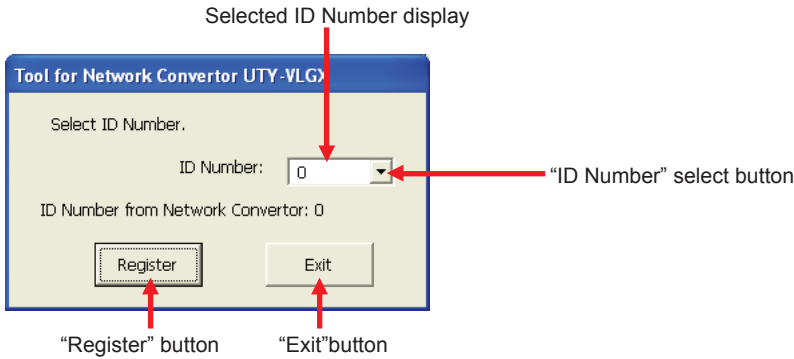 Selected ID Number display
Tool for Network Convertor UTY-VLGX
Select ID Number.
ID Number:
0
“ID Number” select button
ID Number from Network Convertor: 0
Register
Exit
“Register” button
“Exit”button